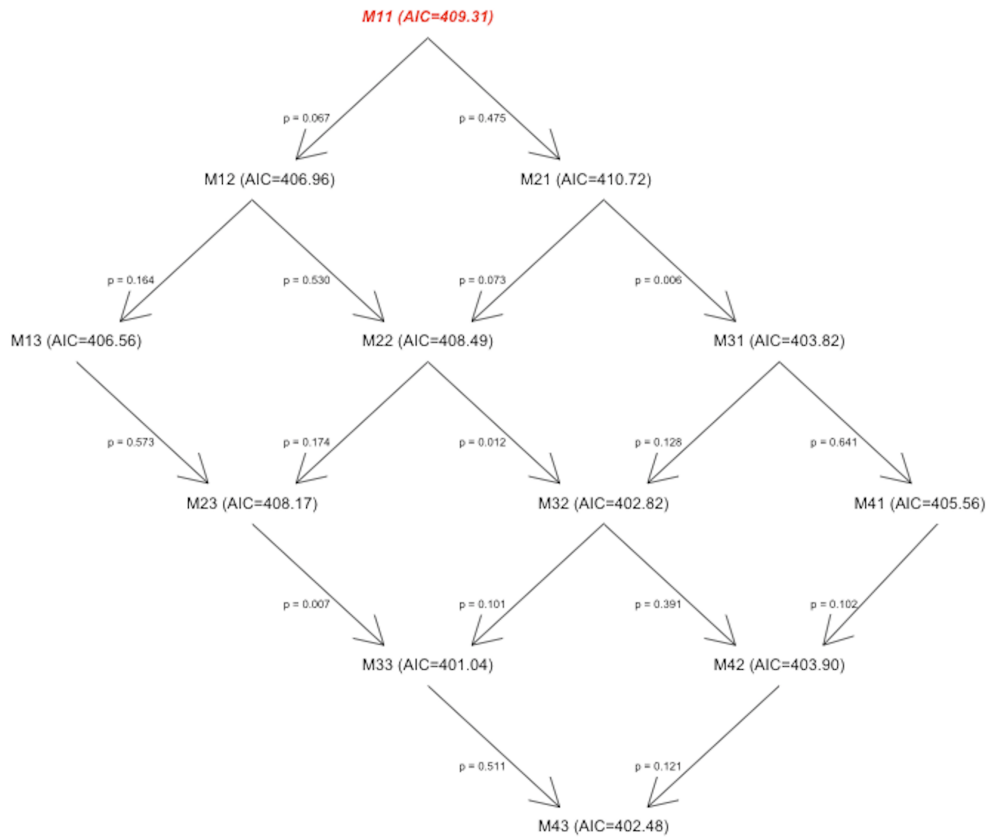 M11 (AIC=409.31)
p = 0.067
p = 0.475
M12 (AIC=406.96)
M21 (AIC=410.72)
p = 0.164
p = 0.530
p = 0.073
p = 0.006
M13 (AIC=406.56)
M22 (AIC=408.49)
M31 (AIC=403.82)
p = 0.573
p = 0.174
p = 0.012
p = 0.128
p = 0.641
M23 (AIC=408.17)
M32 (AIC=402.82)
M41 (AIC=405.56)
p = 0.007
p = 0.101
p = 0.391
p = 0.102
M33 (AIC=401.04)
M42 (AIC=403.90)
p = 0.511
p = 0.121
M43 (AIC=402.48)